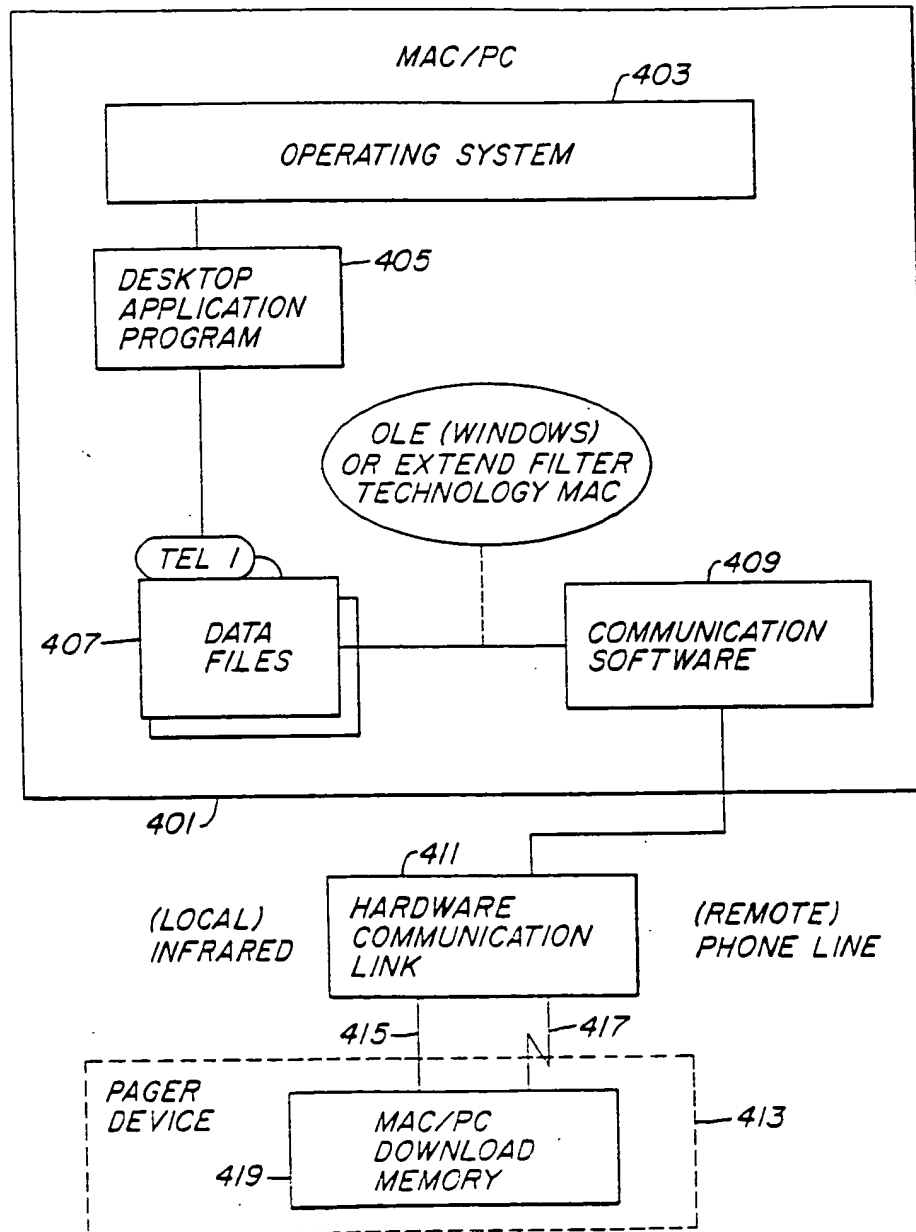 MAC/PC
403
OPERATING SYSTEM
405
DESKTOP
APPLICATION
PROGRAM
OLE (WINDOWS)
OR EXTEND FILTER
TECHNOLOGY MAC
TEL 1
409
407
DATA
FILES
COMMUNICATION
SOFTWARE
401
411
(LOCAL)
INFRARED
HARDWARE
COMMUNICATION
LINK
(REMOTE)
PHONE LINE
415
417
PAGER
DEVICE
MAC/PC
DOWNLOAD
MEMORY
413
419